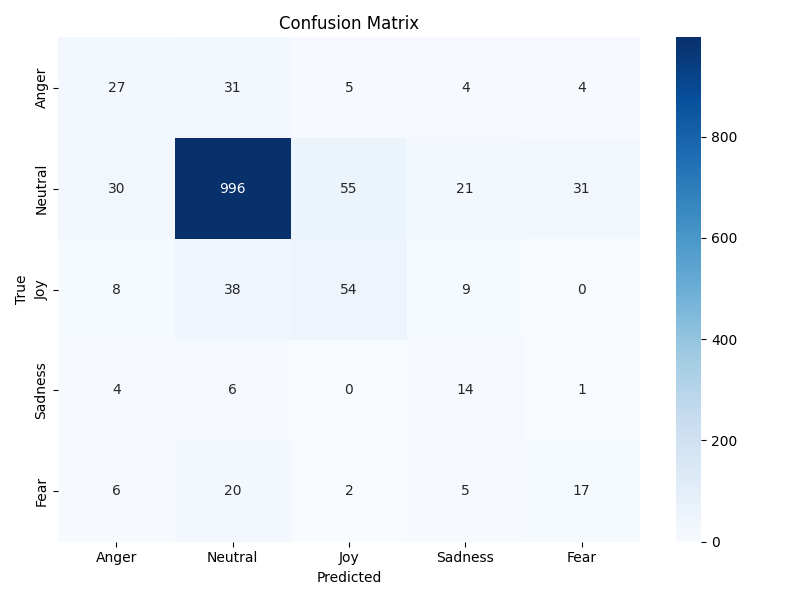 Confusion Matrix
Anger 27 31 5 4 4
Neutral 30 996 55 21 31
Joy 8 38 54 9 0
Sadness 4 6 0 14 1
Fear 6 20 2 5 17
True
Anger Neutral Joy Sadness Fear
Predicted
800
600
400
200
0